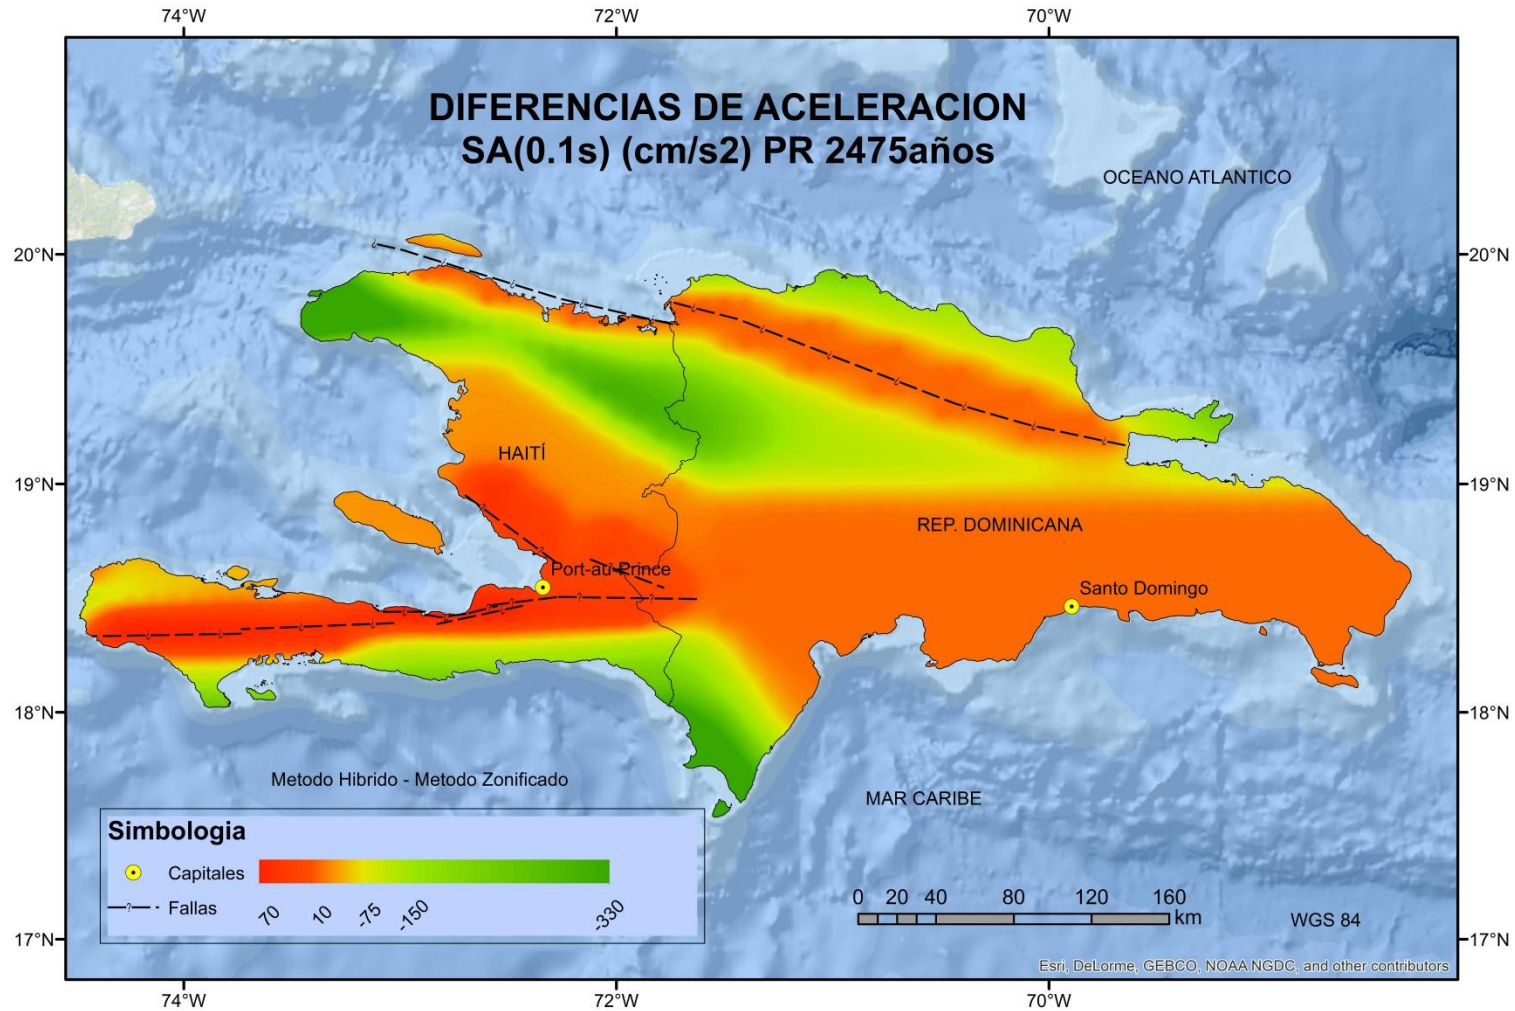 74°W
72°W
70°W
DIFERENCIAS DE ACELERACION
SA(0.1s) (cm/s2) PR 2475años
OCEANO ATLANTICO
20°N
20°N
HAITÍ
19°N
19°N
REP. DOMINICANA
Port-au-Prince
Santo Domingo
18°N
18°N
Metodo Hibrido - Metodo Zonificado
MAR CARIBE
Simbologia
Capitales
Fallas
70
10
-75
-150
-330
0 20 40 80 120 160
km
WGS 84
17°N
17°N
Esri, DeLorme, GEBCO, NOAA NGDC, and other contributors
74°W
72°W
70°W